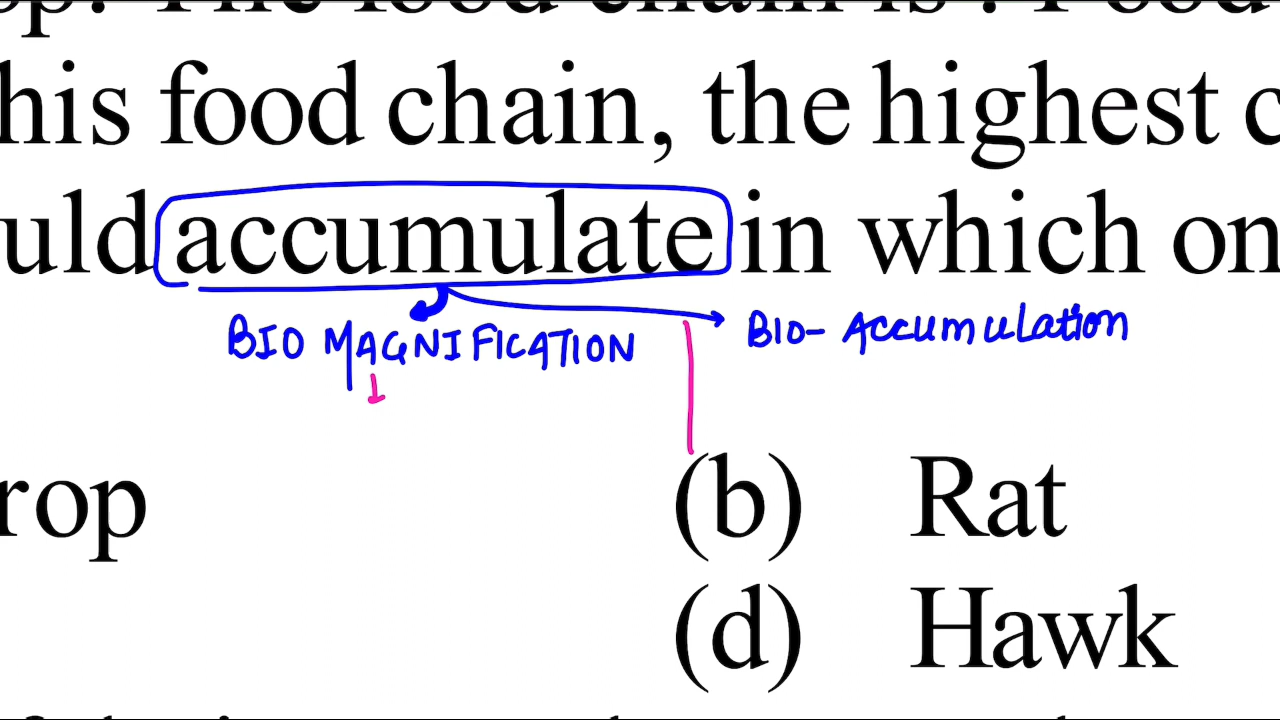 his food chain, the highest c
uld accumulate in which on
BIO MAGNIFICATION
BIO- Accumulation
rop
(b) Rat
(d) Hawk